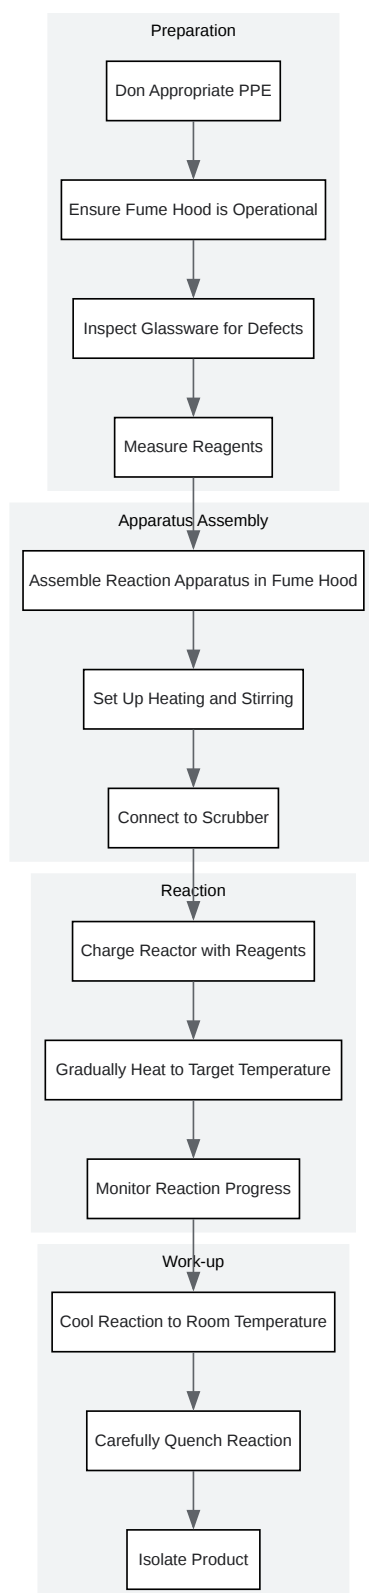 Preparation
Don Appropriate PPE
Ensure Fume Hood is Operational
Inspect Glassware for Defects
Measure Reagents
Apparatus Assembly
Assemble Reaction Apparatus in Fume Hood
Set Up Heating and Stirring
Connect to Scrubber
Reaction
Charge Reactor with Reagents
Gradually Heat to Target Temperature
Monitor Reaction Progress
Work-up
Cool Reaction to Room Temperature
Carefully Quench Reaction
Isolate Product